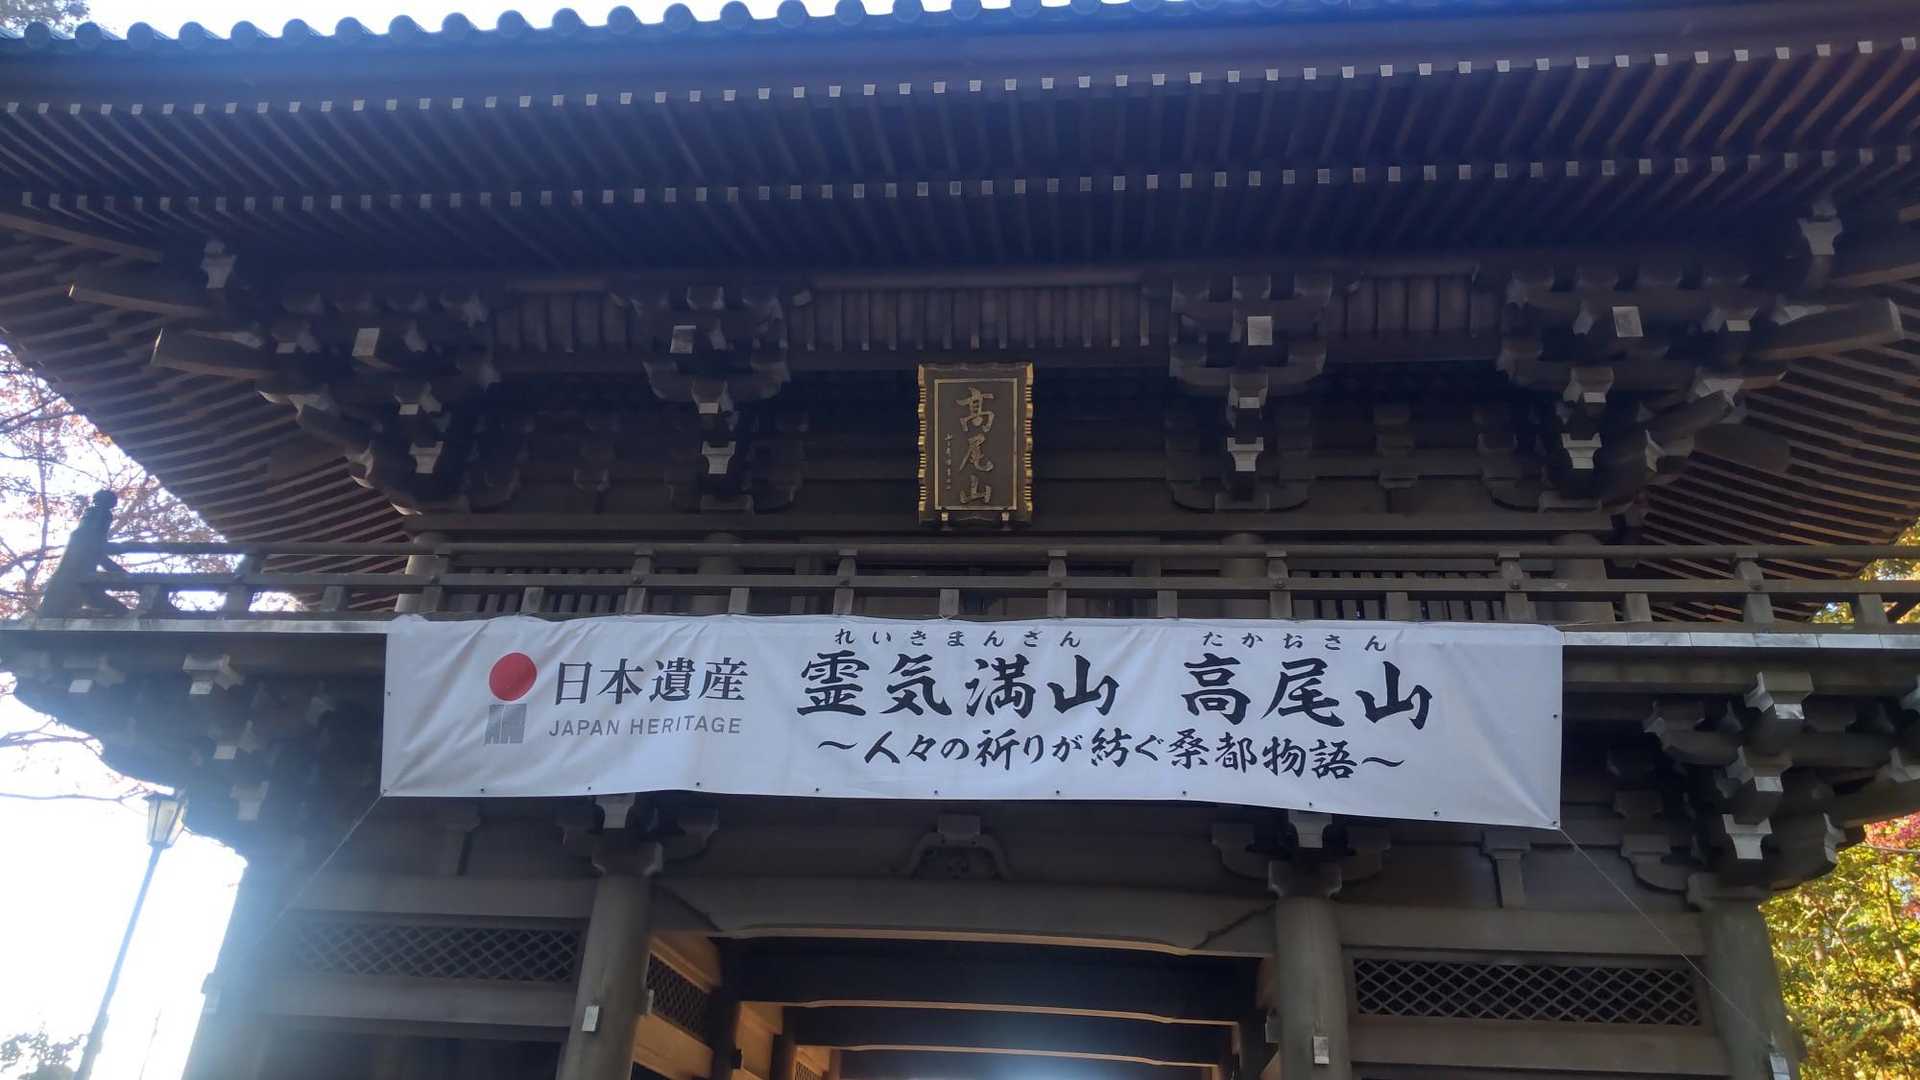 髙尾山
れいきまんざん たかおさん
日本遺産 霊気満山 高尾山
JAPAN HERITAGE
～人々の祈りが紡ぐ桑都物語～